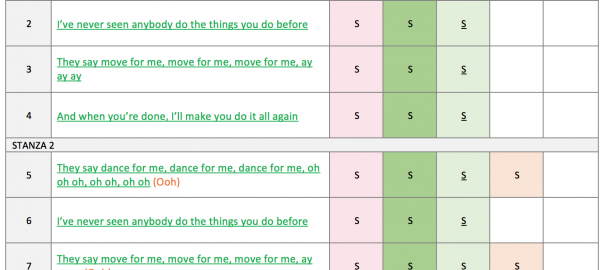 2 I've never seen anybody do the things you do before S S S
3 They say move for me, move for me, move for me, ay
ay ay S S S
4 And when you're done, I'll make you do it all again S S S
STANZA 2
5 They say dance for me, dance for me, dance for me, oh
oh oh, oh oh, oh oh (Ooh) S S S S
6 I've never seen anybody do the things you do before S S S
7 They say move for me, move for me, move for me, ay S S S S